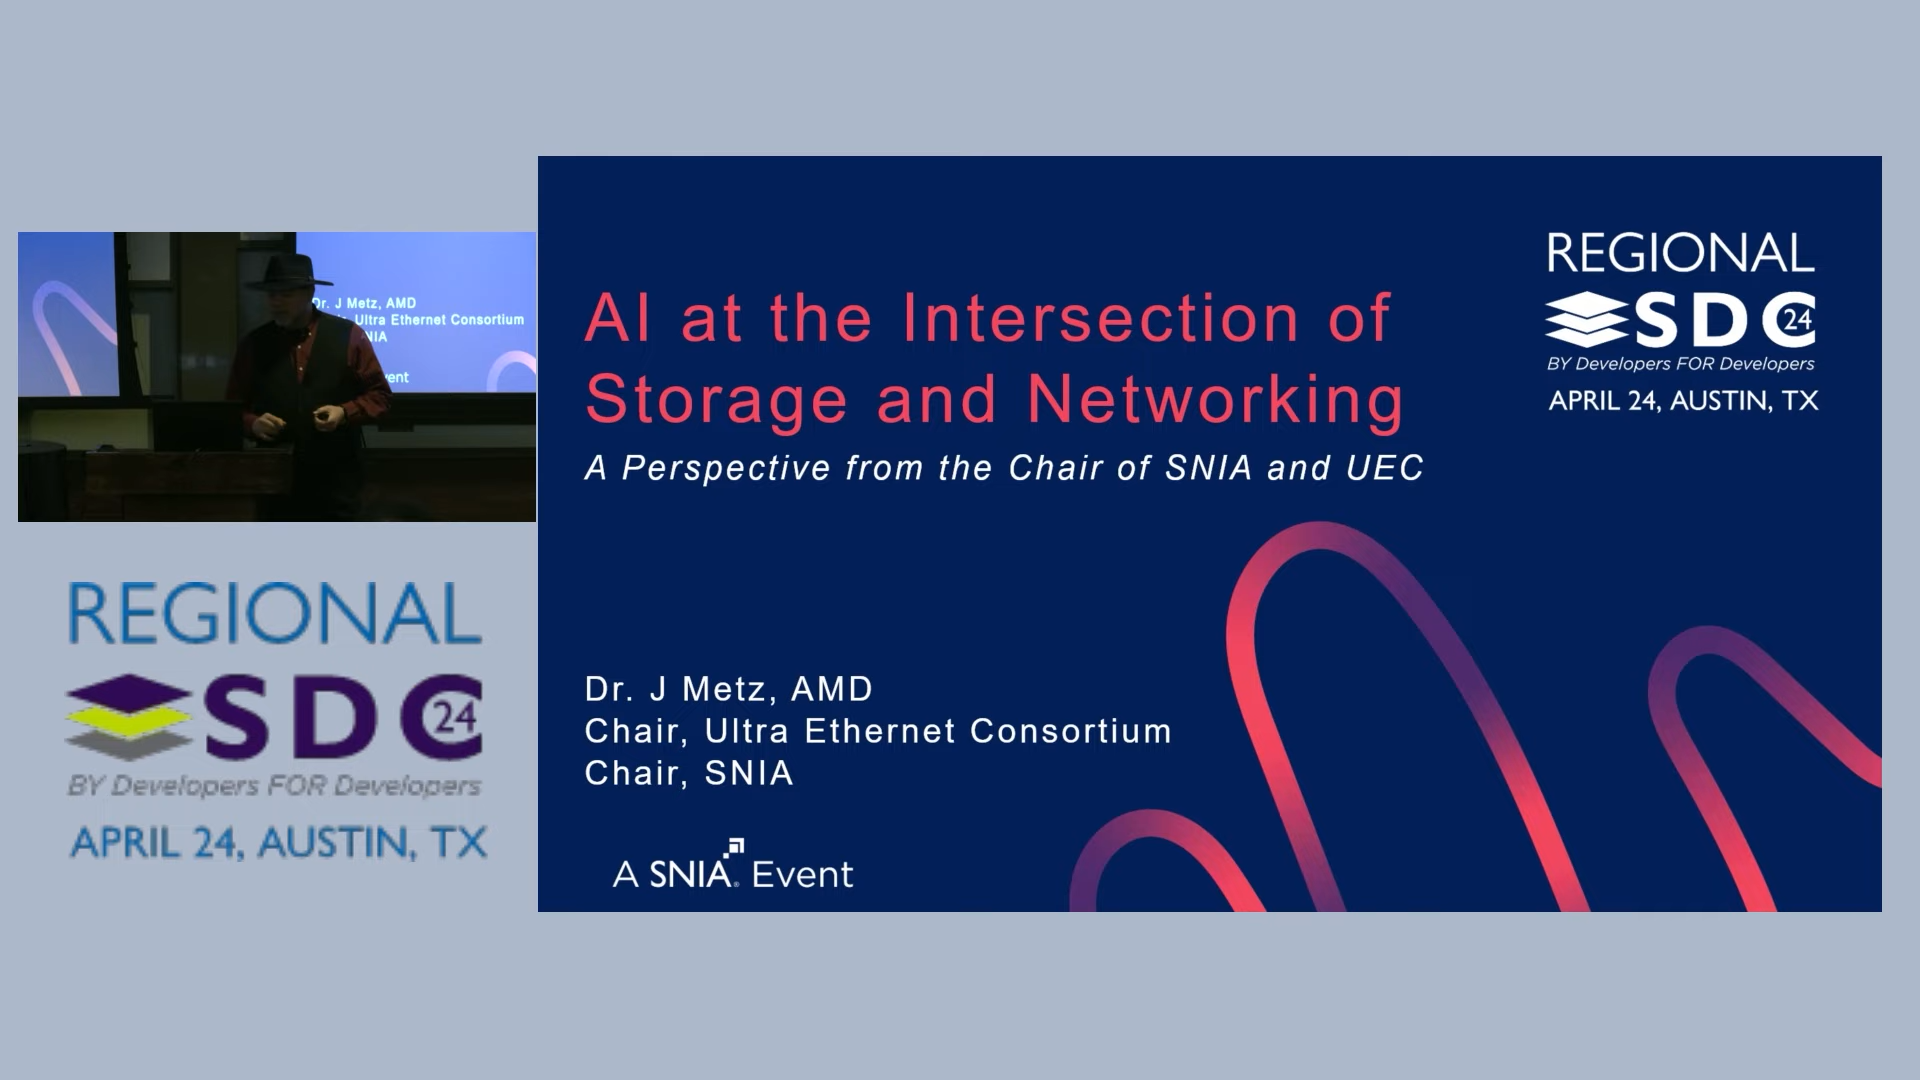 Dr. J Metz, AMD
Ultra Ethernet Consortium
REGIONAL
SDC 24
BY Developers FOR Developers
APRIL 24, AUSTIN, TX
AI at the Intersection of
Storage and Networking
A Perspective from the Chair of SNIA and UEC
Dr. J Metz, AMD
Chair, Ultra Ethernet Consortium
Chair, SNIA
A SNIA® Event
REGIONAL
SDC 24
BY Developers FOR Developers
APRIL 24, AUSTIN, TX